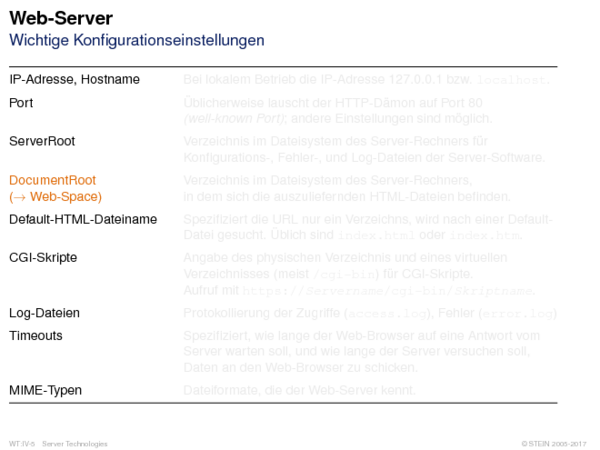 Web-Server
Wichtige Konfigurationseinstellungen
IP-Adresse, Hostname Bei lokalem Betrieb die IP-Adresse 127.0.0.1 bzw. localhost.
Port Üblicherweise lauscht der HTTP-Dämon auf Port 80
(well-known Port); andere Einstellungen sind möglich.
ServerRoot Verzeichnis im Dateisystem des Server-Rechners für
Konfigurations-, Fehler-, und Log-Dateien der Server-Software.
DocumentRoot Verzeichnis im Dateisystem des Server-Rechners,
(→ Web-Space) in dem sich die auszuliefernden HTML-Dateien befinden.
Default-HTML-Dateiname Spezifiziert die URL nur ein Verzeichns, wird nach einer Default-
Datei gesucht. Üblich sind index.html oder index.htm.
CGI-Skripte Angabe des physischen Verzeichnis und eines virtuellen
Verzeichnisses (meist /cgi-bin) für CGI-Skripte.
Aufruf mit https://Servername/cgi-bin/Skriptname.
Log-Dateien Protokollierung der Zugriffe (access.log), Fehler (error.log)
Timeouts Spezifiziert, wie lange der Web-Browser auf eine Antwort vom
Server warten soll, und wie lange der Server versuchen soll,
Daten an den Web-Browser zu schicken.
MIME-Typen Dateiformate, die der Web-Server kennt.
WT:IV-6 Server Technologies © STEIN 2005-2017